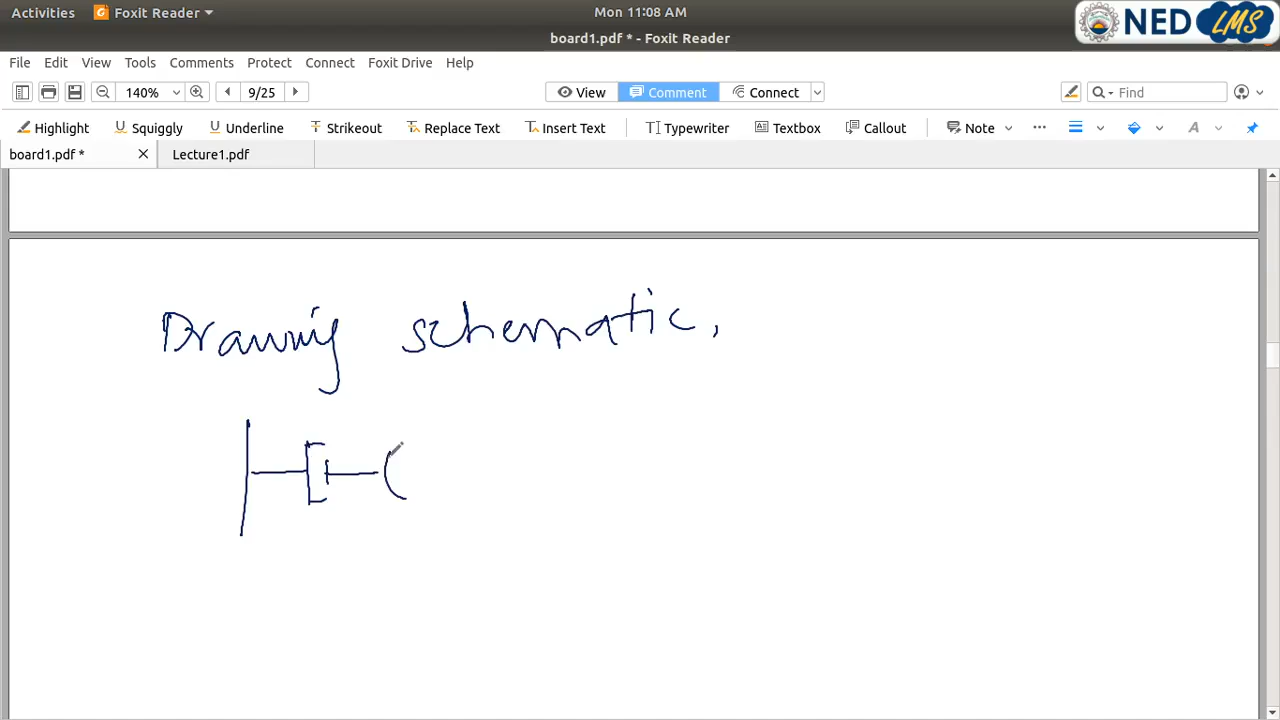 Activities Foxit Reader Mon 11:08 AM
board1.pdf * - Foxit Reader
NED LMS
File Edit View Tools Comments Protect Connect Foxit Drive Help
140% 9/25 View Comment Connect Find
Highlight Squiggly Underline Strikeout Replace Text Insert Text Typewriter Textbox Callout Note
board1.pdf * Lecture1.pdf
Drawing schematic,